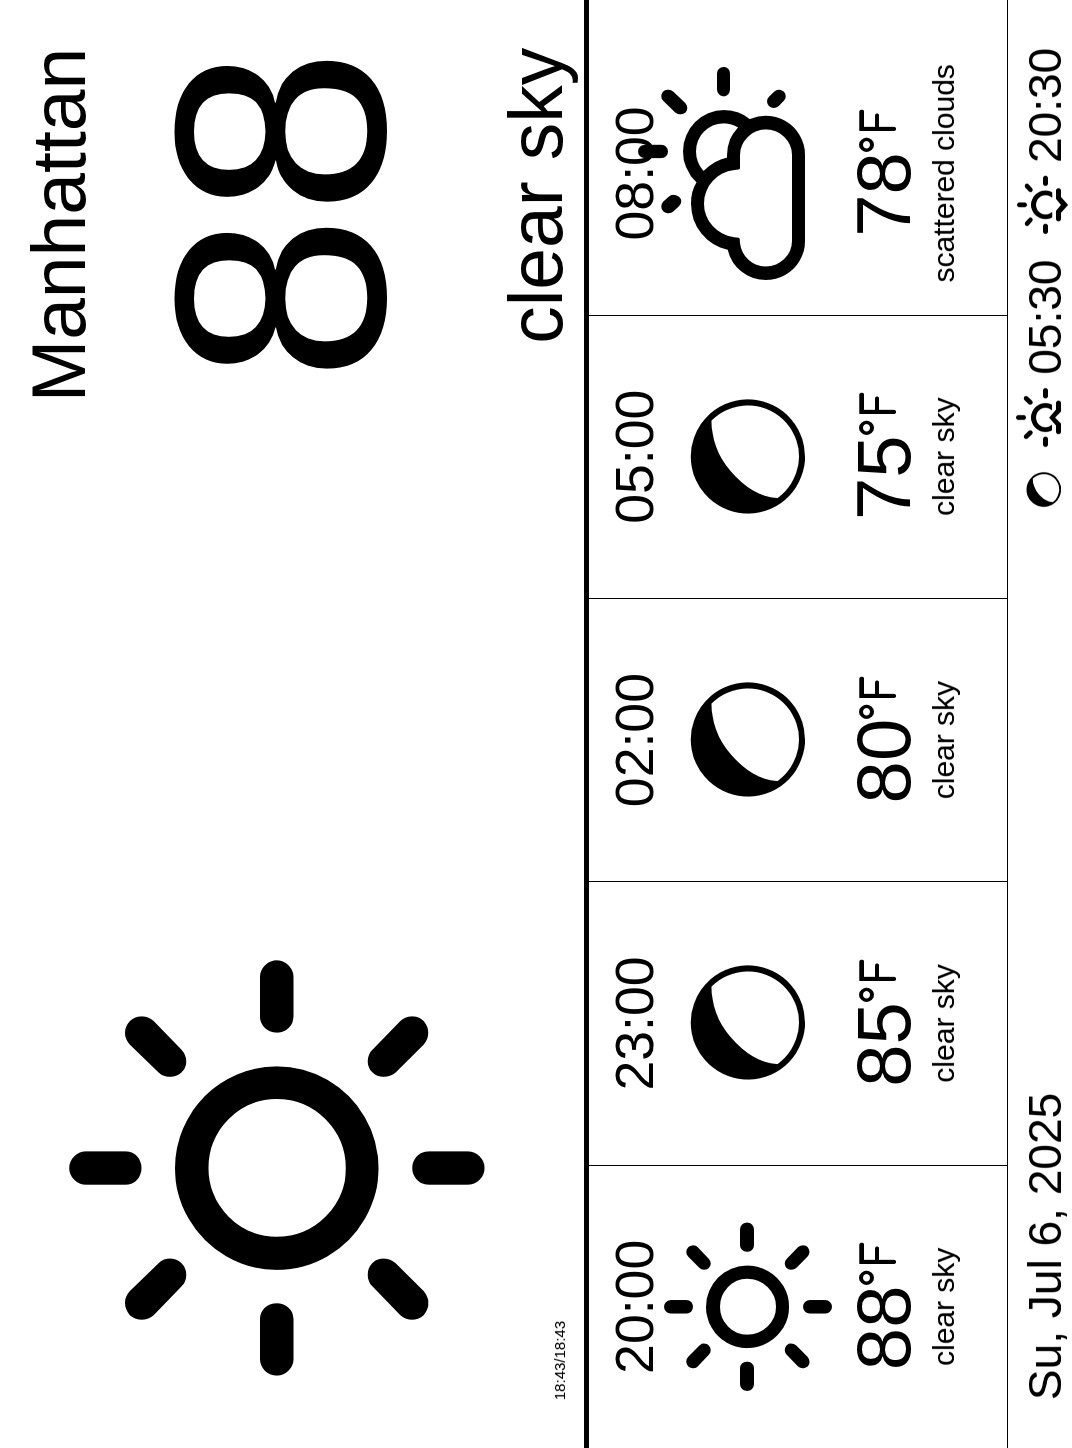 Manhattan
88
clear sky
18:43/18:43
20:00
88°F
clear sky
23:00
85°F
clear sky
02:00
80°F
clear sky
05:00
75°F
clear sky
08:00
78°F
scattered clouds
Su, Jul 6, 2025
05:30
20:30